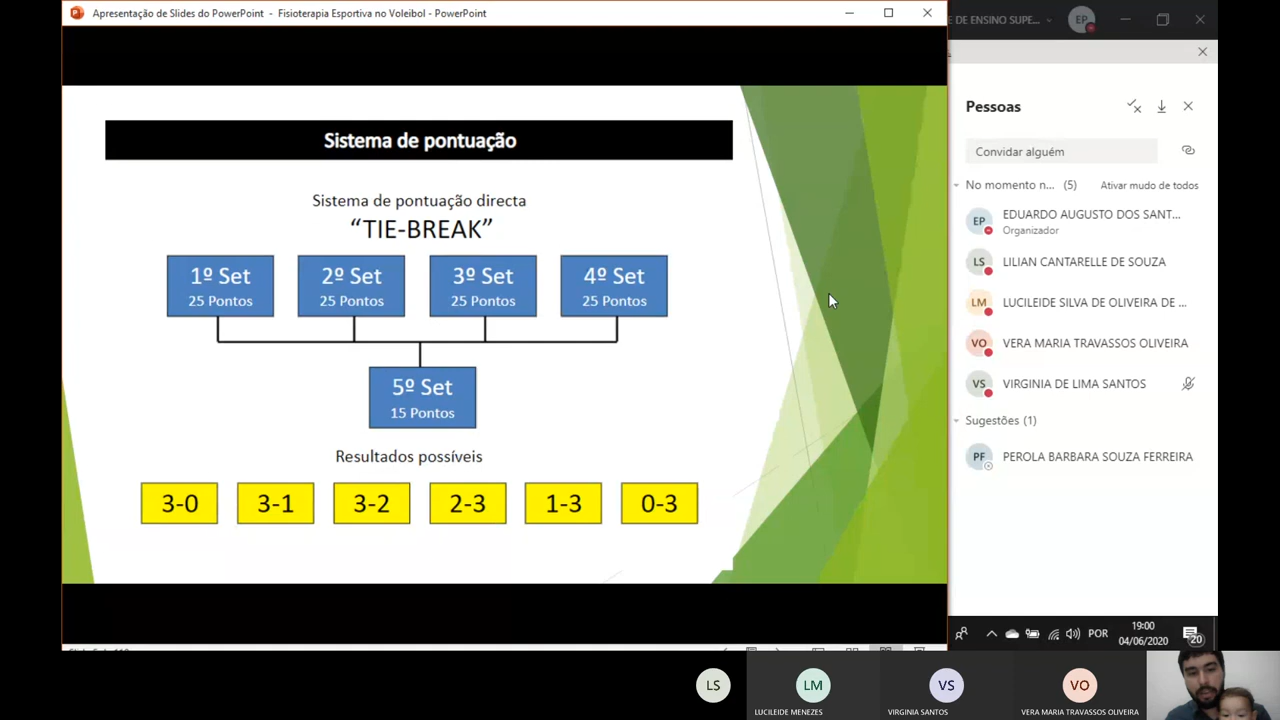 Apresentação de Slides do PowerPoint - Fisioterapia Esportiva no Voleibol - PowerPoint
E DE ENSINO SUPE...
EP
Sistema de pontuação
Sistema de pontuação directa
“TIE-BREAK”
1º Set
25 Pontos
2º Set
25 Pontos
3º Set
25 Pontos
4º Set
25 Pontos
5º Set
15 Pontos
Resultados possíveis
3-0
3-1
3-2
2-3
1-3
0-3
Pessoas
Convidar alguém
No momento n... (5)
Ativar mudo de todos
EP
EDUARDO AUGUSTO DOS SANT...
Organizador
LS
LILIAN CANTARELLE DE SOUZA
LM
LUCILEIDE SILVA DE OLIVEIRA DE ...
VO
VERA MARIA TRAVASSOS OLIVEIRA
VS
VIRGINIA DE LIMA SANTOS
Sugestões (1)
PF
PEROLA BARBARA SOUZA FERREIRA
POR
19:00
04/06/2020
20
LS
LM
LUCILEIDE MENEZES
VS
VIRGINIA SANTOS
VO
VERA MARIA TRAVASSOS OLIVEIRA